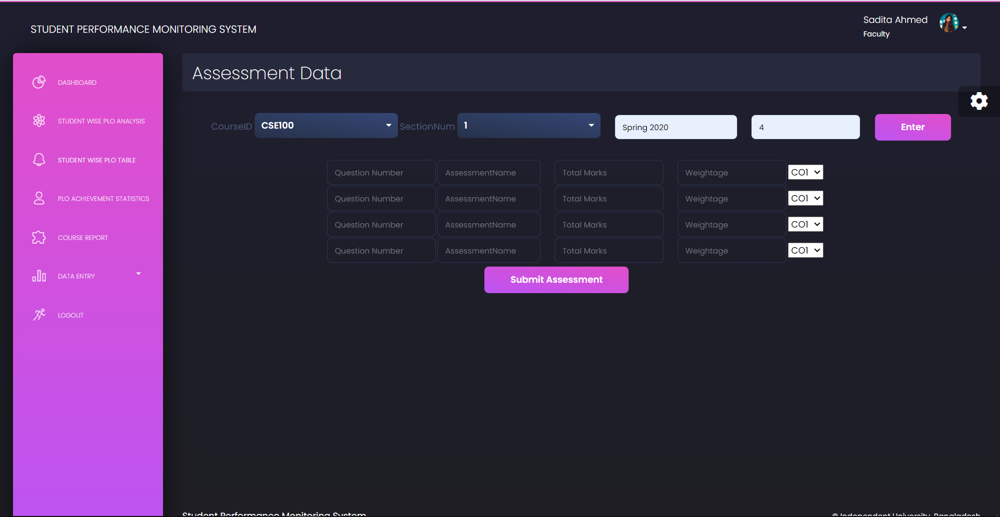 STUDENT PERFORMANCE MONITORING SYSTEM
Sadita Ahmed
Faculty
DASHBOARD
STUDENT WISE PLO ANALYSIS
STUDENT WISE PLO TABLE
PLO ACHIEVEMENT STATISTICS
COURSE REPORT
DATA ENTRY
LOGOUT
Assessment Data
CourseID CSE100 SectionNum 1 Spring 2020 4 Enter
Question Number AssessmentName Total Marks Weightage CO1
Question Number AssessmentName Total Marks Weightage CO1
Question Number AssessmentName Total Marks Weightage CO1
Question Number AssessmentName Total Marks Weightage CO1
Submit Assessment
Student Performance Monitoring System
© Independent University, Bangladesh